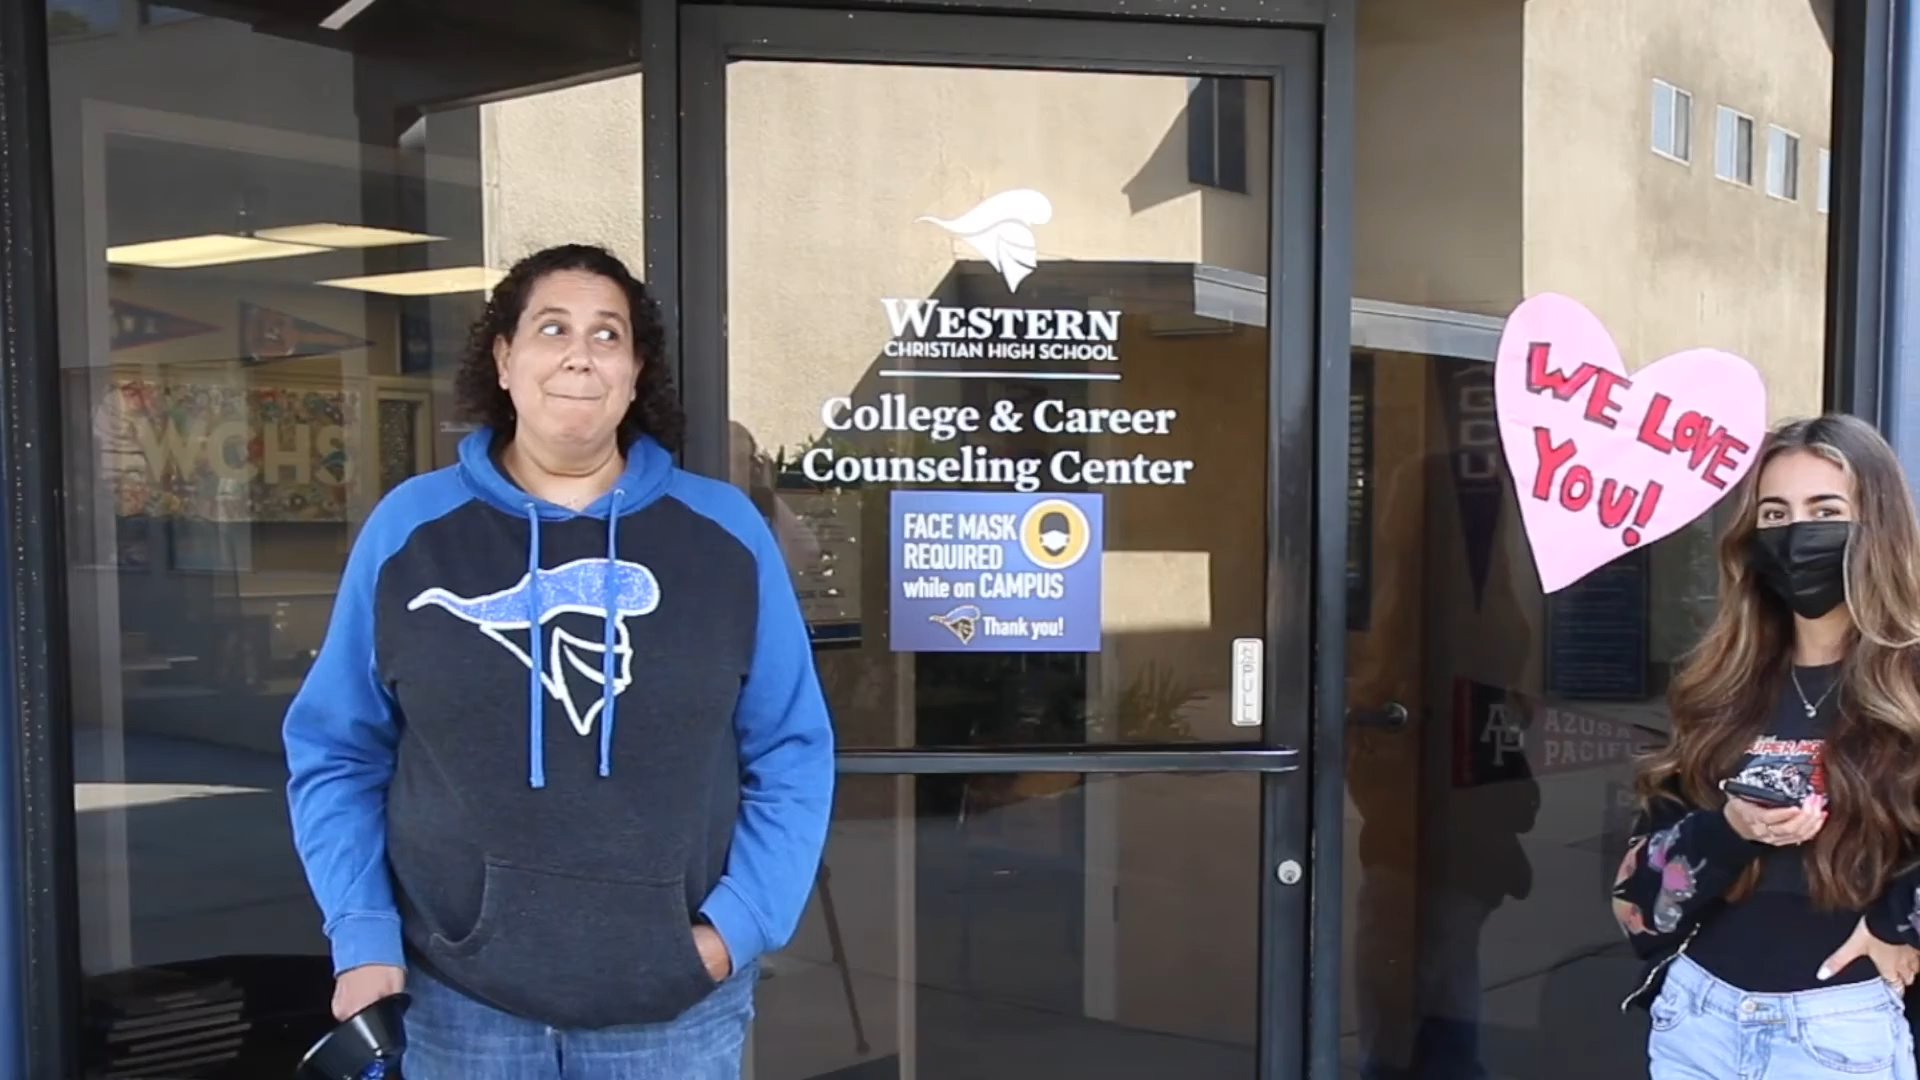 WESTERN
CHRISTIAN HIGH SCHOOL
College & Career
Counseling Center
FACE MASK
REQUIRED
while on CAMPUS
Thank you!
PULL
WCHS
WE LOVE
YOU!
AZUSA
PACIFIC